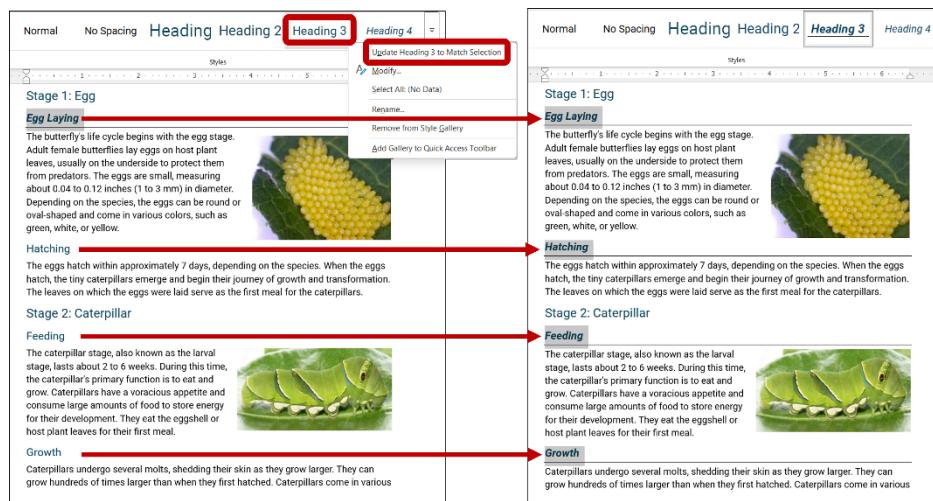 Normal No Spacing Heading Heading 2 Heading 3 Heading 4
Update Heading 3 to Match Selection
Modify...
Select All: (No Data)
Rename...
Remove from Style Gallery
Add Gallery to Quick Access Toolbar
Styles
1 2 3 4 5
Stage 1: Egg
Egg Laying
The butterfly's life cycle begins with the egg stage.
Adult female butterflies lay eggs on host plant
leaves, usually on the underside to protect them
from predators. The eggs are small, measuring
about 0.04 to 0.12 inches (1 to 3 mm) in diameter.
Depending on the species, the eggs can be round or
oval-shaped and come in various colors, such as
green, white, or yellow.
Hatching
The eggs hatch within approximately 7 days, depending on the species. When the eggs
hatch, the tiny caterpillars emerge and begin their journey of growth and transformation.
The leaves on which the eggs were laid serve as the first meal for the caterpillars.
Stage 2: Caterpillar
Feeding
The caterpillar stage, also known as the larval
stage, lasts about 2 to 6 weeks. During this time,
the caterpillar's primary function is to eat and
grow. Caterpillars have a voracious appetite and
consume large amounts of food to store energy
for their development. They eat the eggshell or
host plant leaves for their first meal.
Growth
Caterpillars undergo several molts, shedding their skin as they grow larger. They can
grow hundreds of times larger than when they first hatched. Caterpillars come in various
Normal No Spacing Heading Heading 2 Heading 3 Heading 4
Styles
1 2 3 4 5 6
Stage 1: Egg
Egg Laying
The butterfly's life cycle begins with the egg stage.
Adult female butterflies lay eggs on host plant
leaves, usually on the underside to protect them
from predators. The eggs are small, measuring
about 0.04 to 0.12 inches (1 to 3 mm) in diameter.
Depending on the species, the eggs can be round or
oval-shaped and come in various colors, such as
green, white, or yellow.
Hatching
The eggs hatch within approximately 7 days, depending on the species. When the eggs
hatch, the tiny caterpillars emerge and begin their journey of growth and transformation.
The leaves on which the eggs were laid serve as the first meal for the caterpillars.
Stage 2: Caterpillar
Feeding
The caterpillar stage, also known as the larval
stage, lasts about 2 to 6 weeks. During this time,
the caterpillar's primary function is to eat and
grow. Caterpillars have a voracious appetite and
consume large amounts of food to store energy
for their development. They eat the eggshell or
host plant leaves for their first meal.
Growth
Caterpillars undergo several molts, shedding their skin as they grow larger. They can
grow hundreds of times larger than when they first hatched. Caterpillars come in various